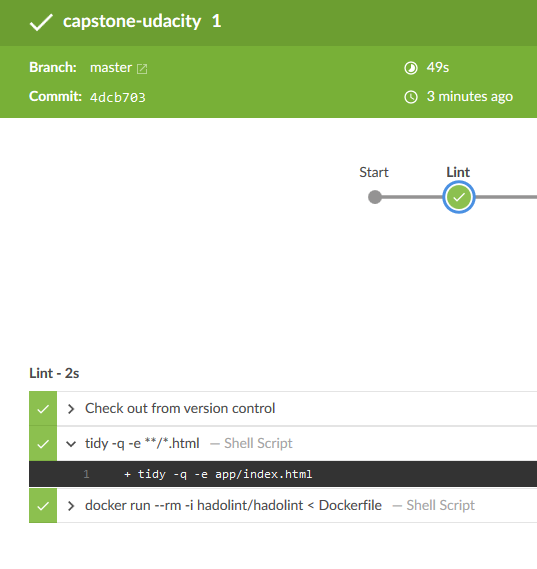 capstone-udacity 1
Branch: master 49s
Commit: 4dcb703 3 minutes ago
Start Lint
Lint - 2s
Check out from version control
tidy -q -e **/*.html — Shell Script
1 + tidy -q -e app/index.html
docker run --rm -i hadolint/hadolint < Dockerfile — Shell Script